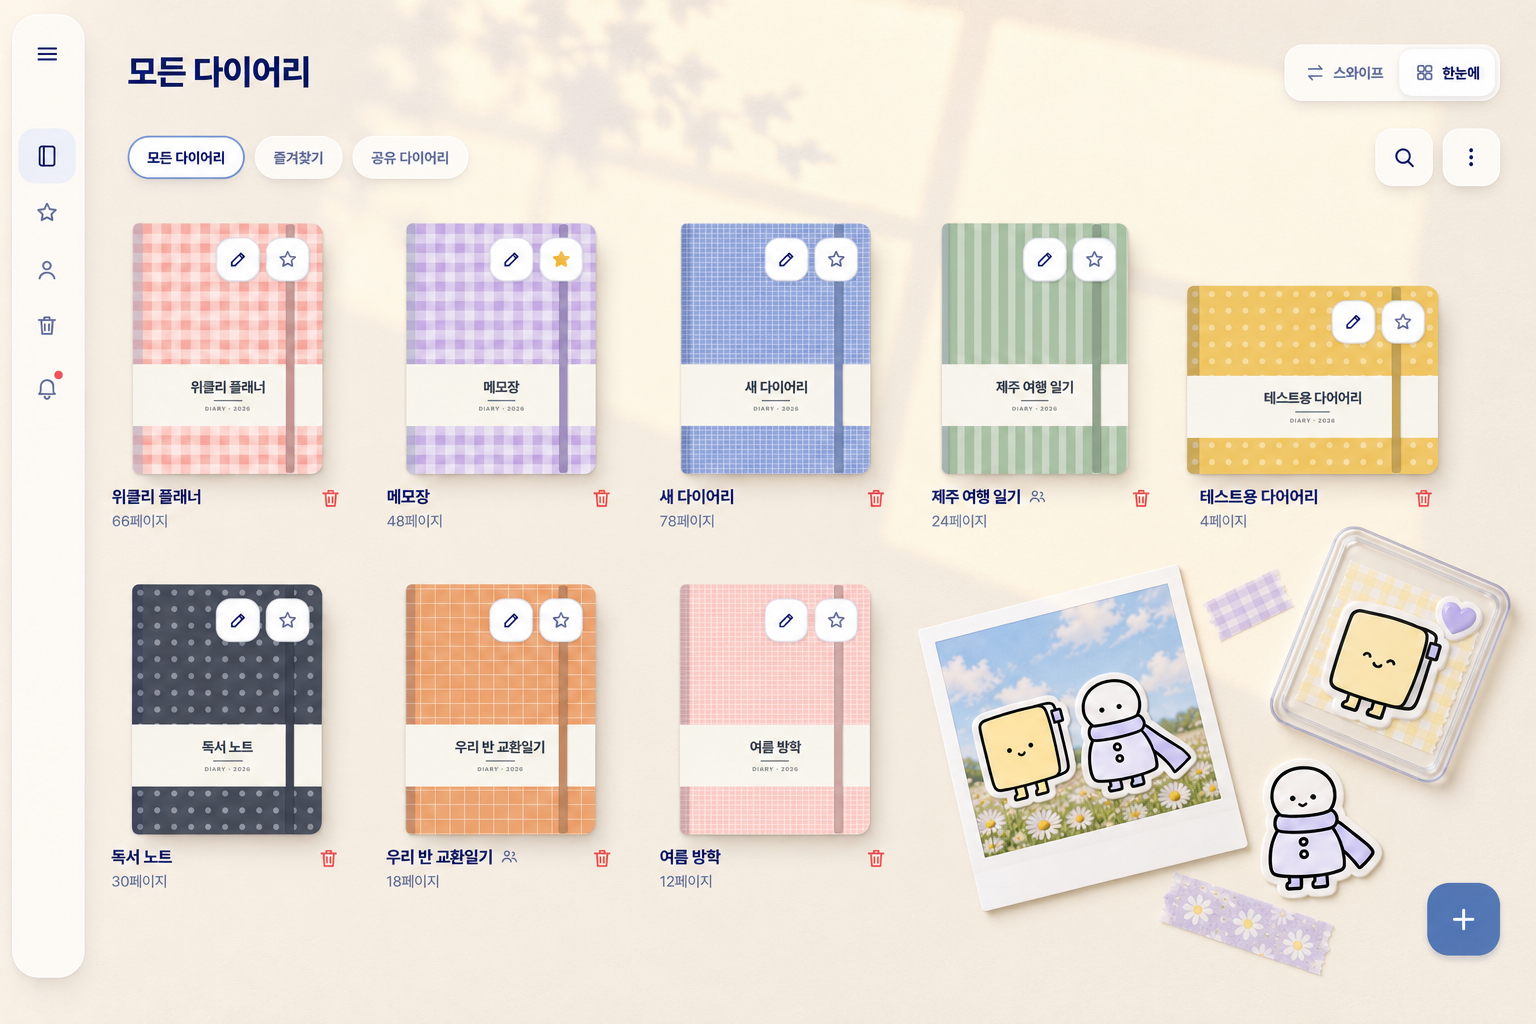 모든 다이어리
스와이프
한눈에
모든 다이어리
즐겨찾기
공유 다이어리
위클리 플래너
DIARY · 2026
메모장
DIARY · 2026
새 다이어리
DIARY · 2026
제주 여행 일기
DIARY · 2026
테스트용 다어어리
DIARY · 2026
위클리 플래너
66페이지
메모장
48페이지
새 다이어리
78페이지
제주 여행 일기
24페이지
테스트용 다이어리
4페이지
독서 노트
DIARY · 2026
우리 반 교환일기
DIARY · 2026
여름 방학
DIARY · 2026
독서 노트
30페이지
우리 반 교환일기
18페이지
여름 방학
12페이지